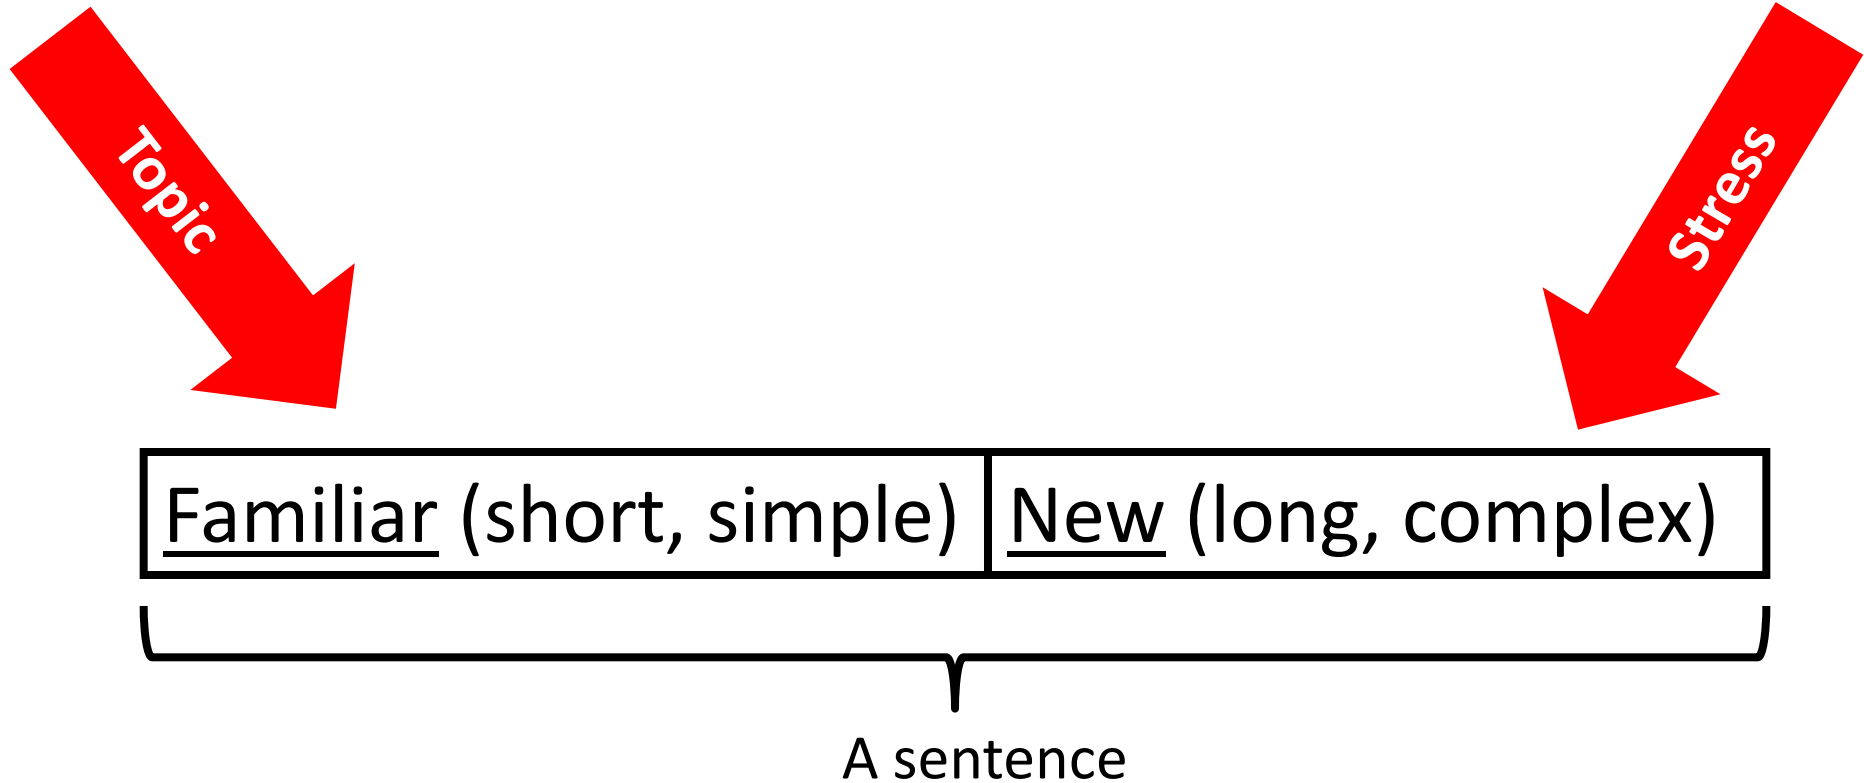 Topic
Stress
Familiar (short, simple) New (long, complex)
A sentence